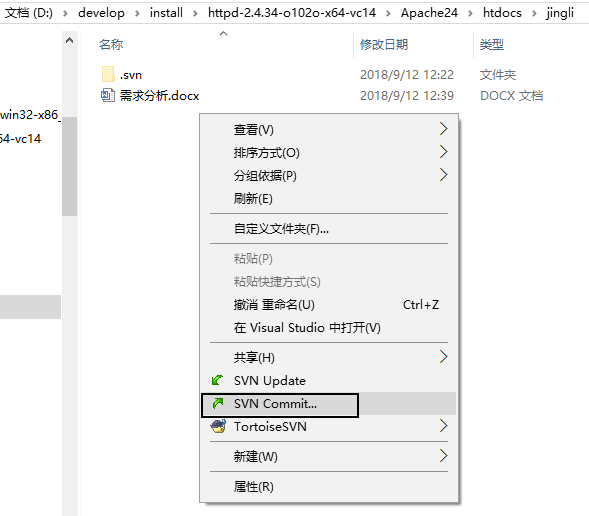 文档 (D:) › develop › install › httpd-2.4.34-o102o-x64-vc14 › Apache24 › htdocs › jingli
名称 修改日期 类型
.svn 2018/9/12 12:22 文件夹
需求分析.docx 2018/9/12 12:39 DOCX 文档
win32-x86_
64-vc14
查看(V)
排序方式(O)
分组依据(P)
刷新(E)
自定义文件夹(F)...
粘贴(P)
粘贴快捷方式(S)
撤消 重命名(U) Ctrl+Z
在 Visual Studio 中打开(V)
共享(H)
SVN Update
SVN Commit...
TortoiseSVN
新建(W)
属性(R)